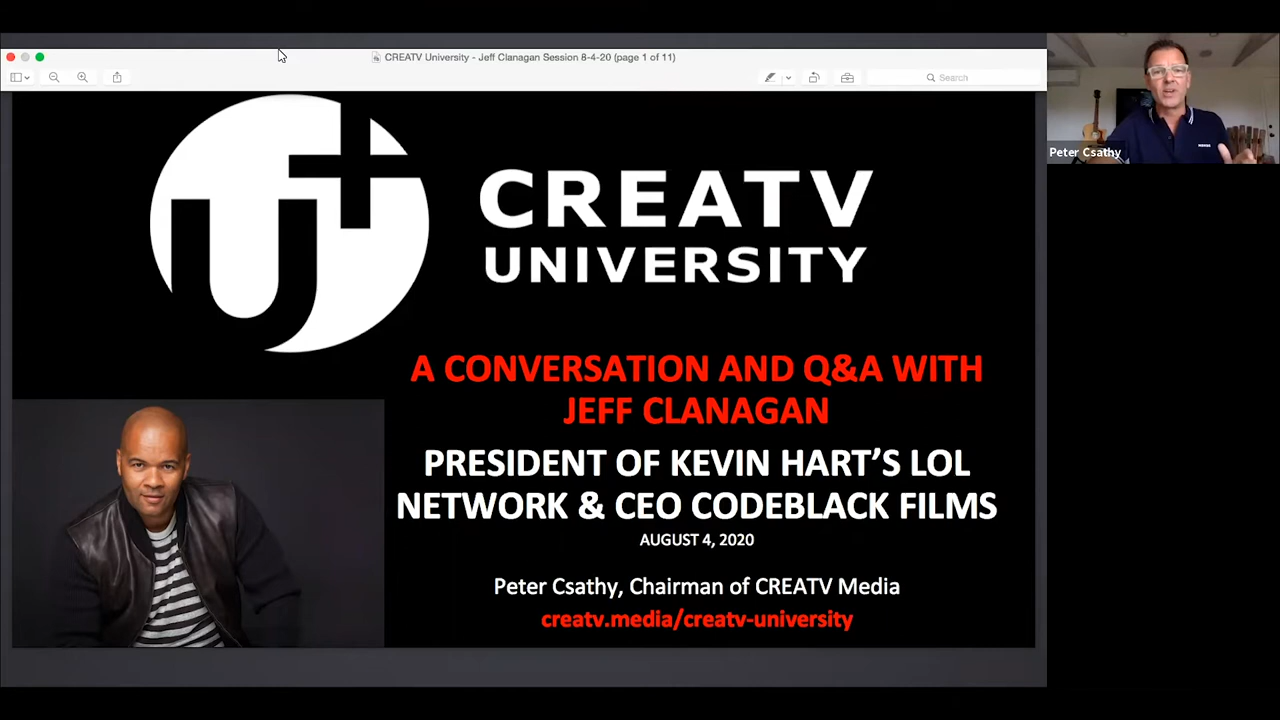 CREATV University - Jeff Clanagan Session 8-4-20 (page 1 of 11)
Search
U+
CREATV
UNIVERSITY
Peter Csathy
A CONVERSATION AND Q&A WITH
JEFF CLANAGAN
PRESIDENT OF KEVIN HART’S LOL
NETWORK & CEO CODEBLACK FILMS
AUGUST 4, 2020
Peter Csathy, Chairman of CREATV Media
creatv.media/creatv-university